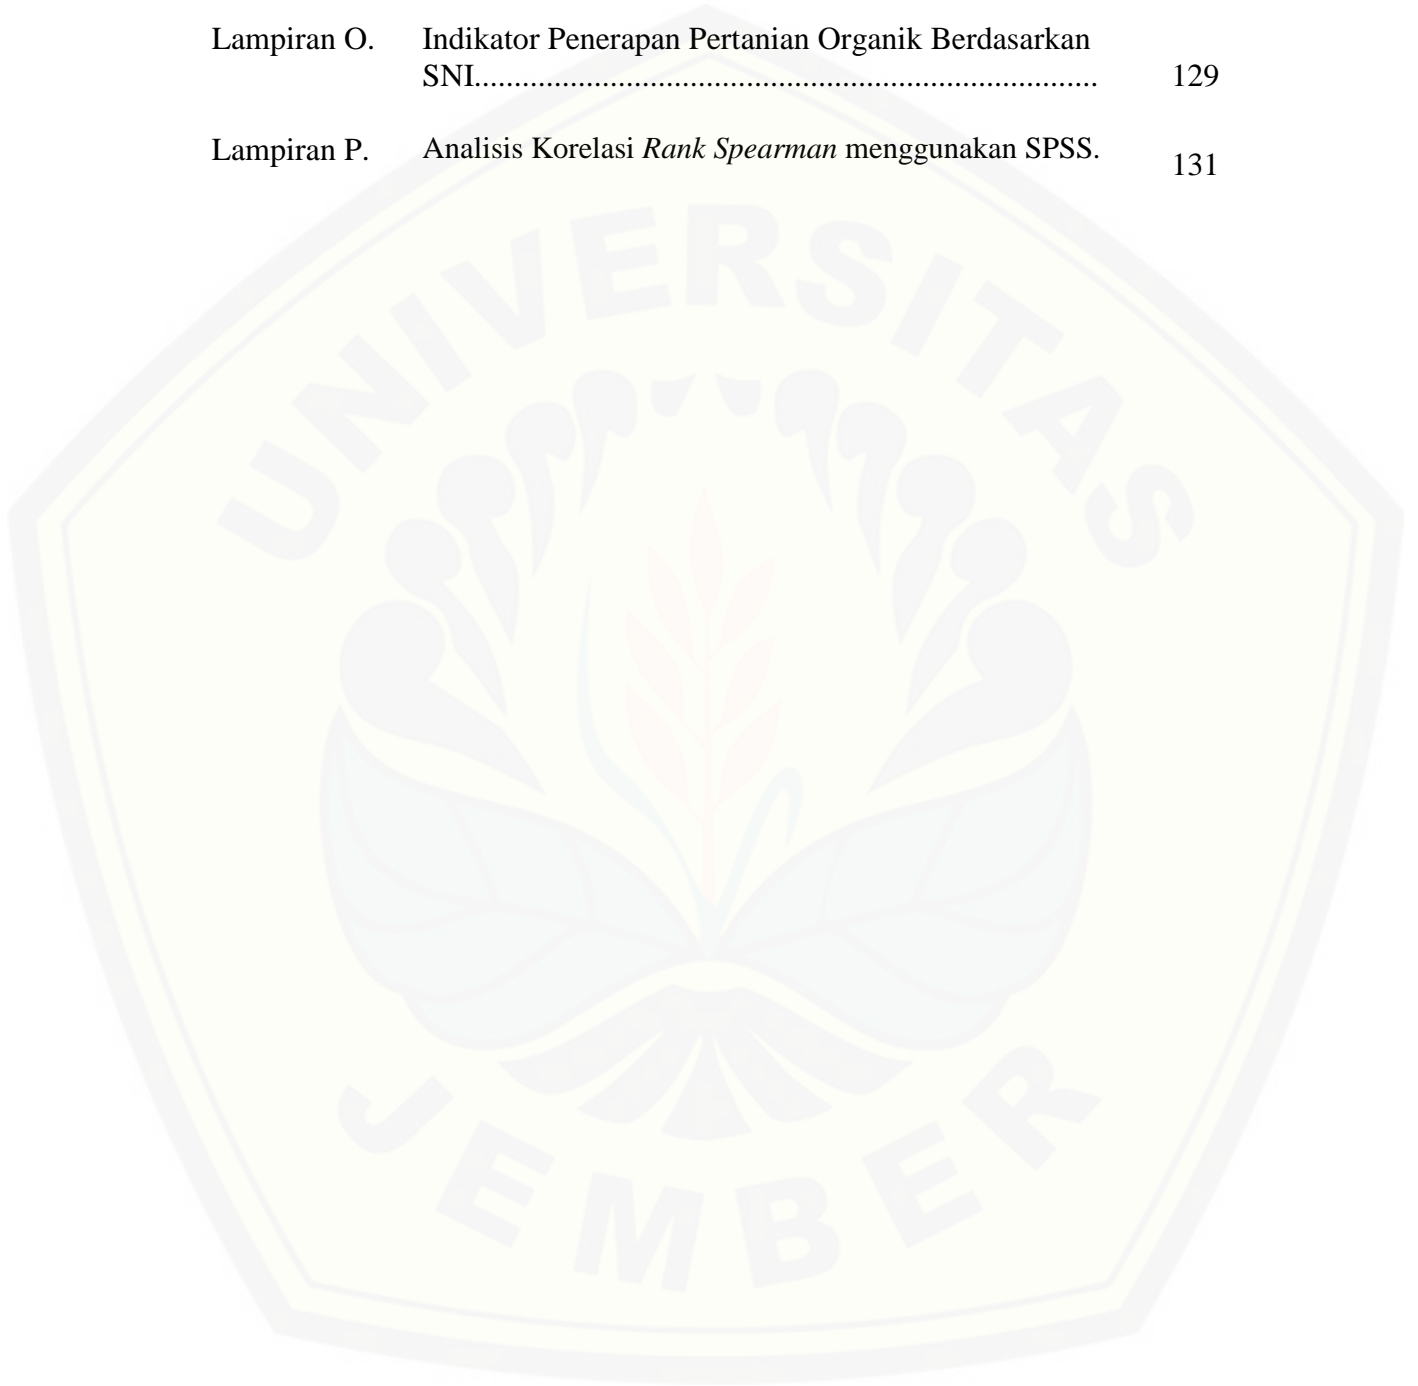 Lampiran O. Indikator Penerapan Pertanian Organik Berdasarkan
SNI..................................................................... 129
Lampiran P. Analisis Korelasi Rank Spearman menggunakan SPSS. 131
UNIVERSITAS
JEMBER